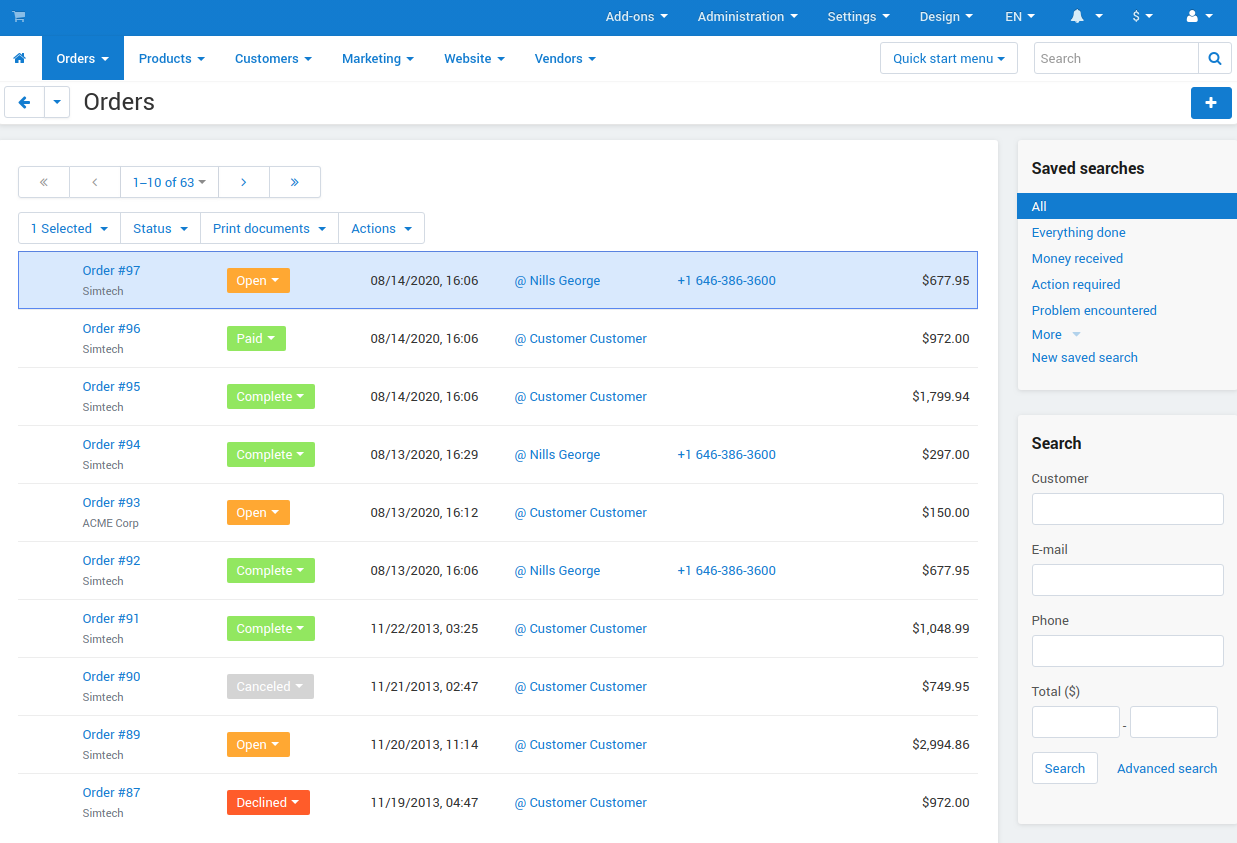 Add-ons Administration Settings Design EN $
Orders Products Customers Marketing Website Vendors Quick start menu Search
Orders
« ‹ 1–10 of 63 › »
1 Selected Status Print documents Actions
Order #97 Open 08/14/2020, 16:06 @ Nills George +1 646-386-3600 $677.95
Simtech
Order #96 Paid 08/14/2020, 16:06 @ Customer Customer $972.00
Simtech
Order #95 Complete 08/14/2020, 16:06 @ Customer Customer $1,799.94
Simtech
Order #94 Complete 08/13/2020, 16:29 @ Nills George +1 646-386-3600 $297.00
Simtech
Order #93 Open 08/13/2020, 16:12 @ Customer Customer $150.00
ACME Corp
Order #92 Complete 08/13/2020, 16:06 @ Nills George +1 646-386-3600 $677.95
Simtech
Order #91 Complete 11/22/2013, 03:25 @ Customer Customer $1,048.99
Simtech
Order #90 Canceled 11/21/2013, 02:47 @ Customer Customer $749.95
Simtech
Order #89 Open 11/20/2013, 11:14 @ Customer Customer $2,994.86
Simtech
Order #87 Declined 11/19/2013, 04:47 @ Customer Customer $972.00
Simtech
Saved searches
All
Everything done
Money received
Action required
Problem encountered
More
New saved search
Search
Customer
E-mail
Phone
Total ($)
-
Search Advanced search